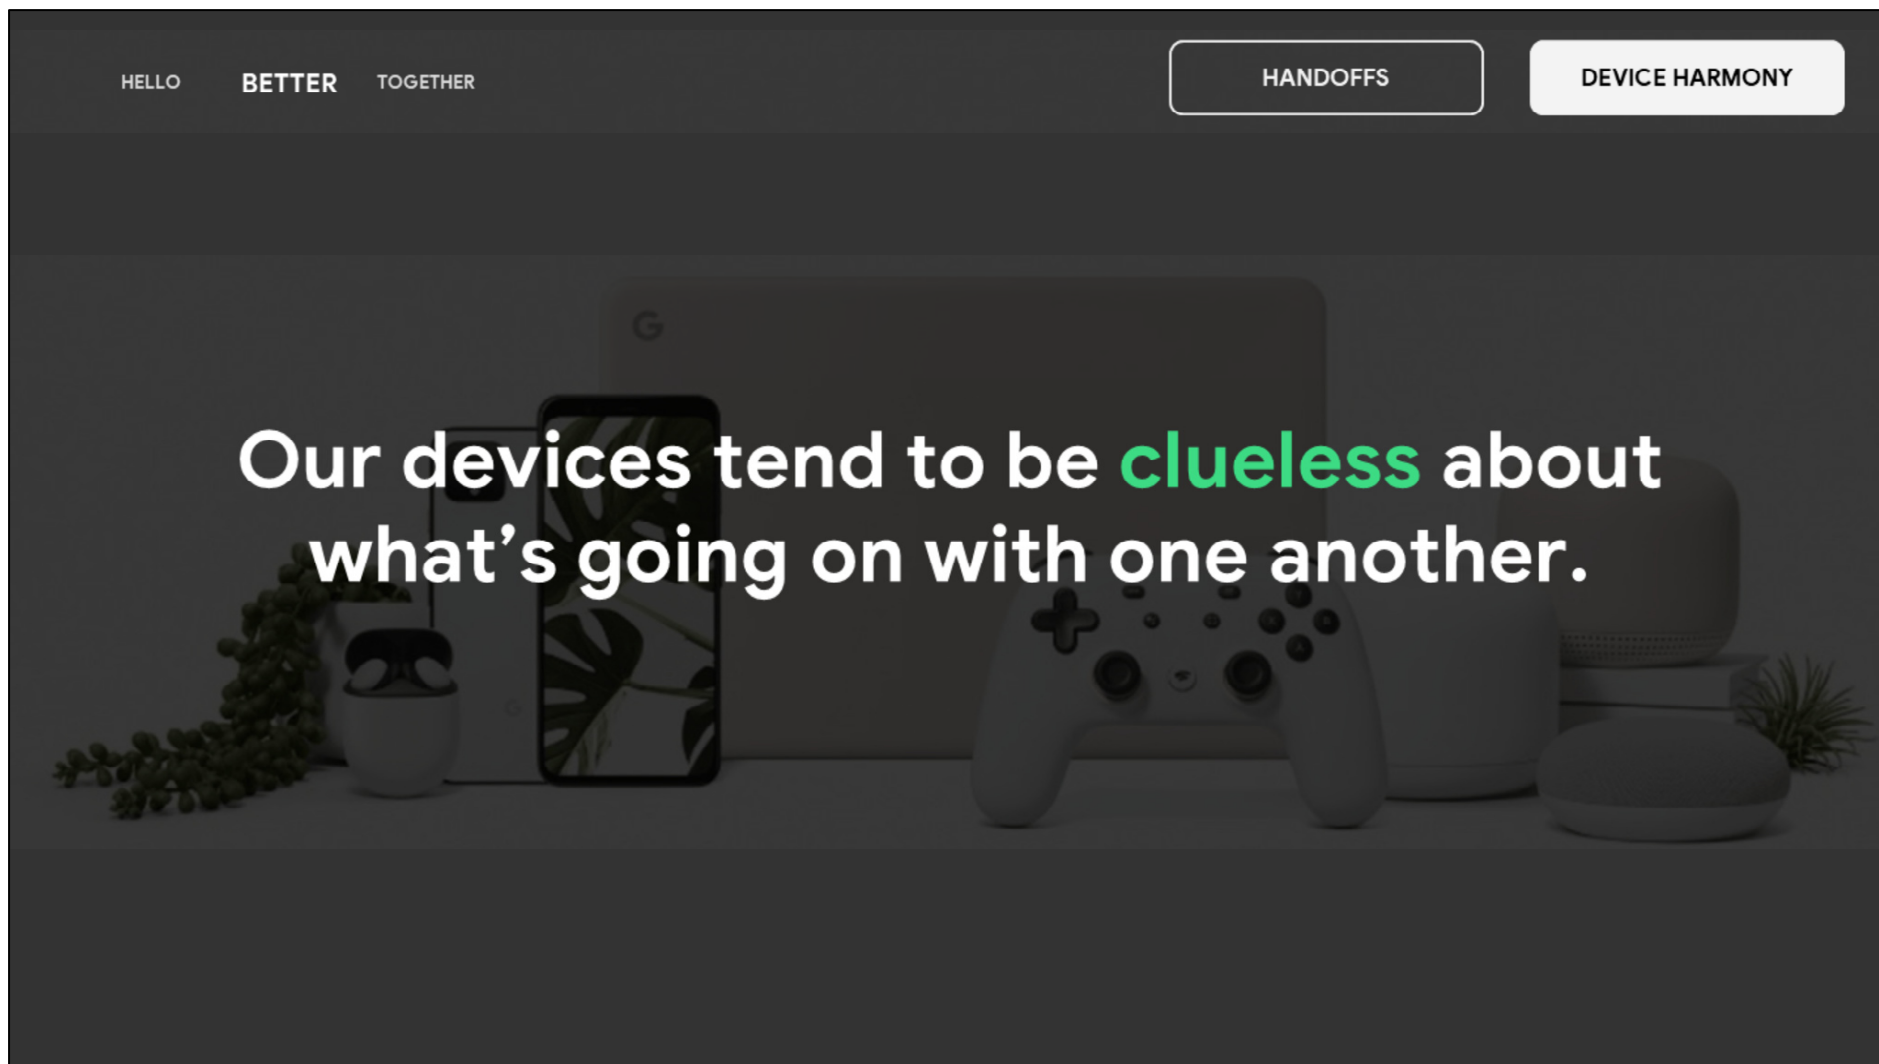 HELLO BETTER TOGETHER HANDOFFS DEVICE HARMONY
G
Our devices tend to be clueless about
what’s going on with one another.
G